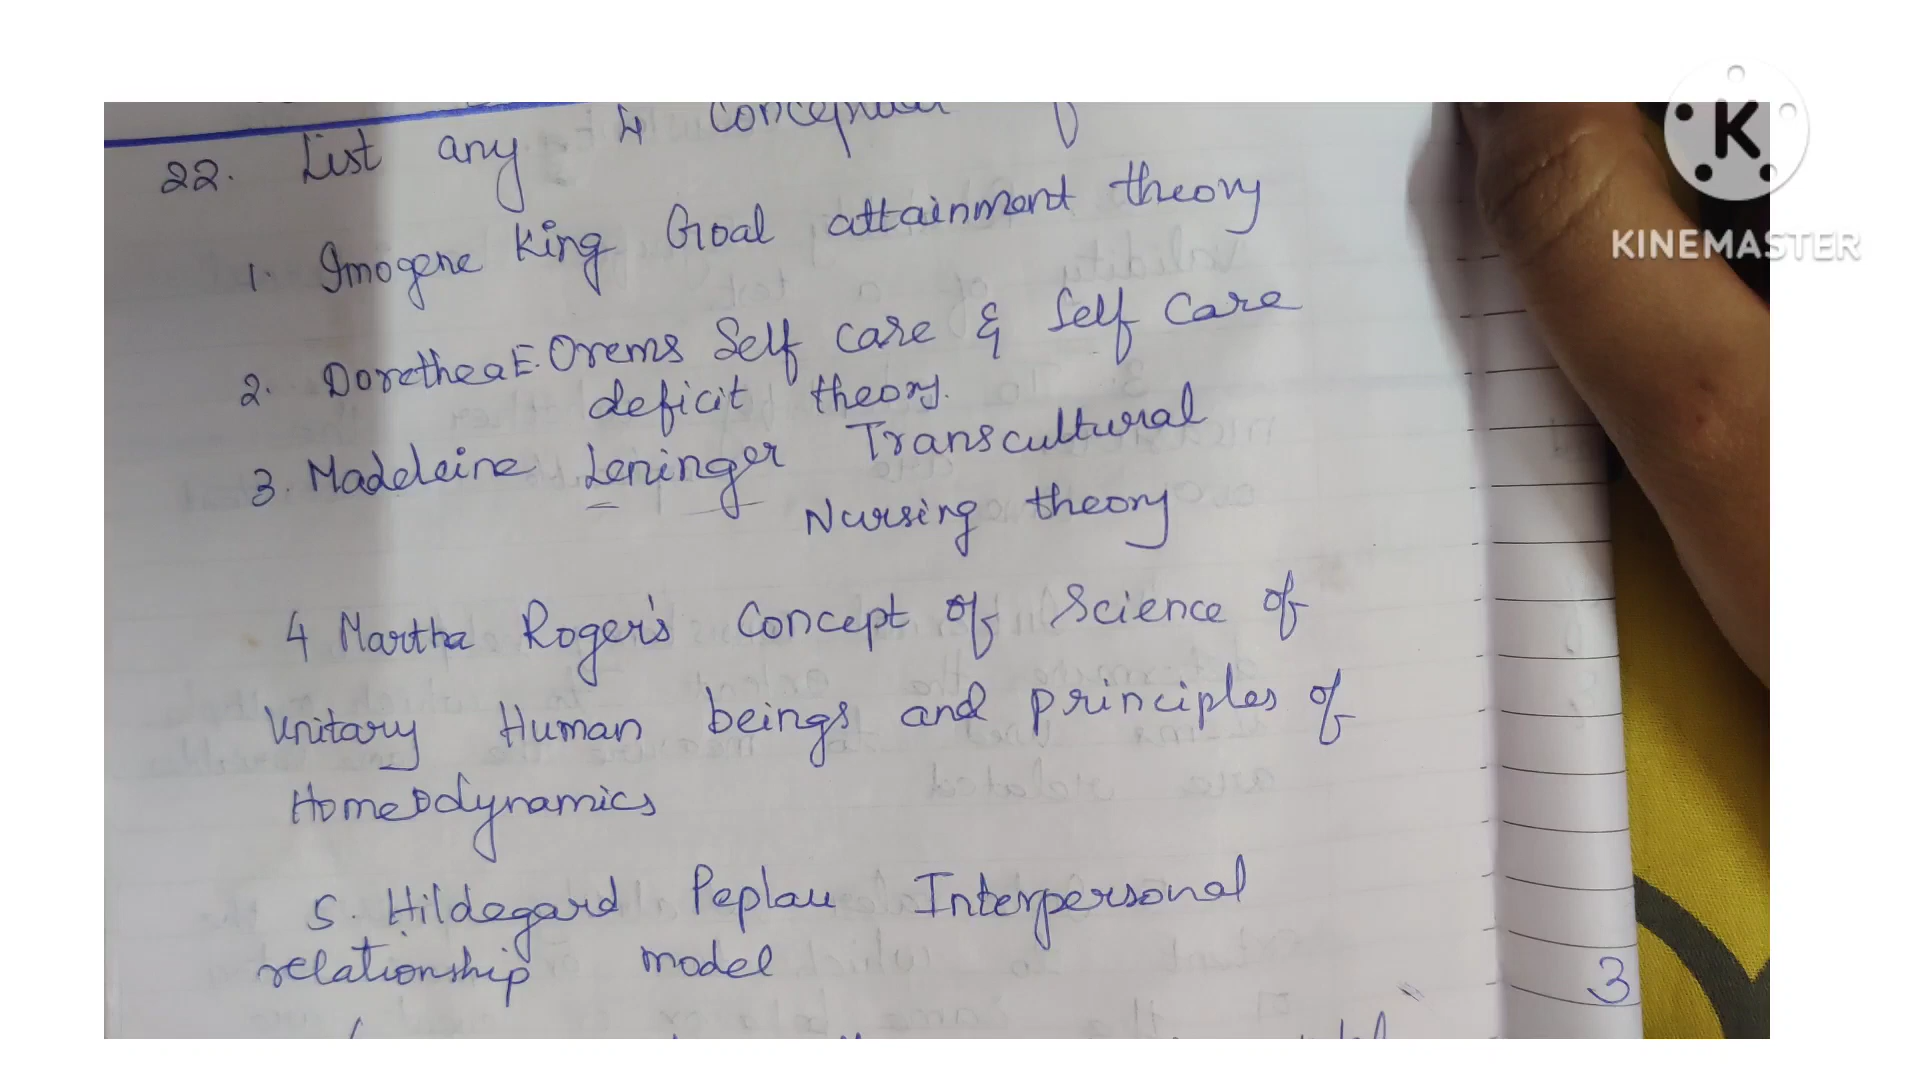 22. List any 4 conceptual
1. Imogene King Goal attainment theory
2. Dorethea E. Orems Self care & Self Care
deficit theory.
3. Madeleine Leninger Transcultural
Nursing theory
4 Martha Roger's Concept of Science of
Unitary Human beings and principles of
Homeodynamics
5. Hildegard Peplau Interpersonal
relationship model
3
K
KINEMASTER